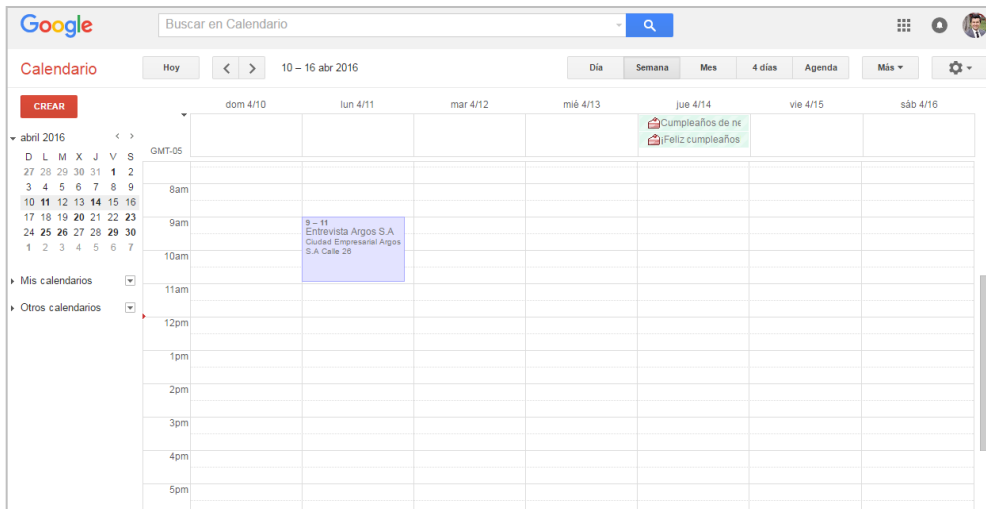 Google
Buscar en Calendario
Calendario
Hoy
10 – 16 abr 2016
Día Semana Mes 4 días Agenda
Más
CREAR
abril 2016
D L M X J V S
27 28 29 30 31 1 2
3 4 5 6 7 8 9
10 11 12 13 14 15 16
17 18 19 20 21 22 23
24 25 26 27 28 29 30
1 2 3 4 5 6 7
Mis calendarios
Otros calendarios
dom 4/10 lun 4/11 mar 4/12 mié 4/13 jue 4/14 vie 4/15 sáb 4/16
Cumpleaños de ne
¡Feliz cumpleaños
GMT-05
8am
9am
9 – 11
Entrevista Argos S.A
Ciudad Empresarial Argos
S.A Calle 26
10am
11am
12pm
1pm
2pm
3pm
4pm
5pm